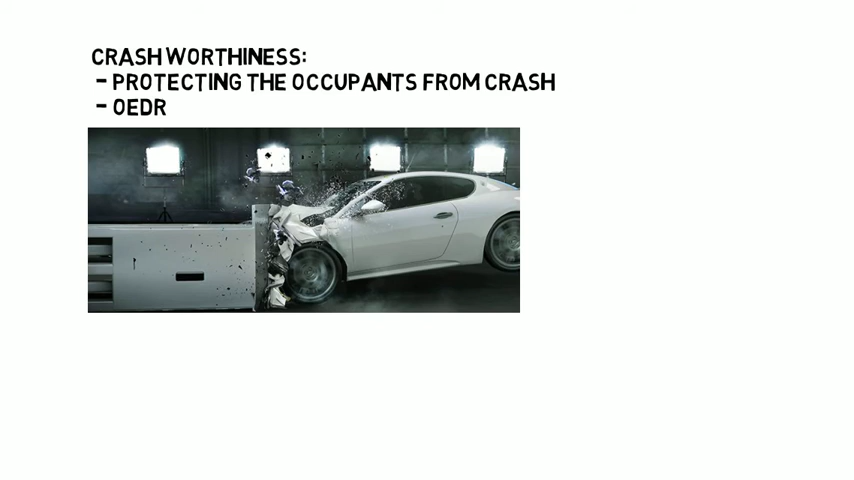 CRASH WORTHINESS:
- PROTECTING THE OCCUPANTS FROM CRASH
- OEDR